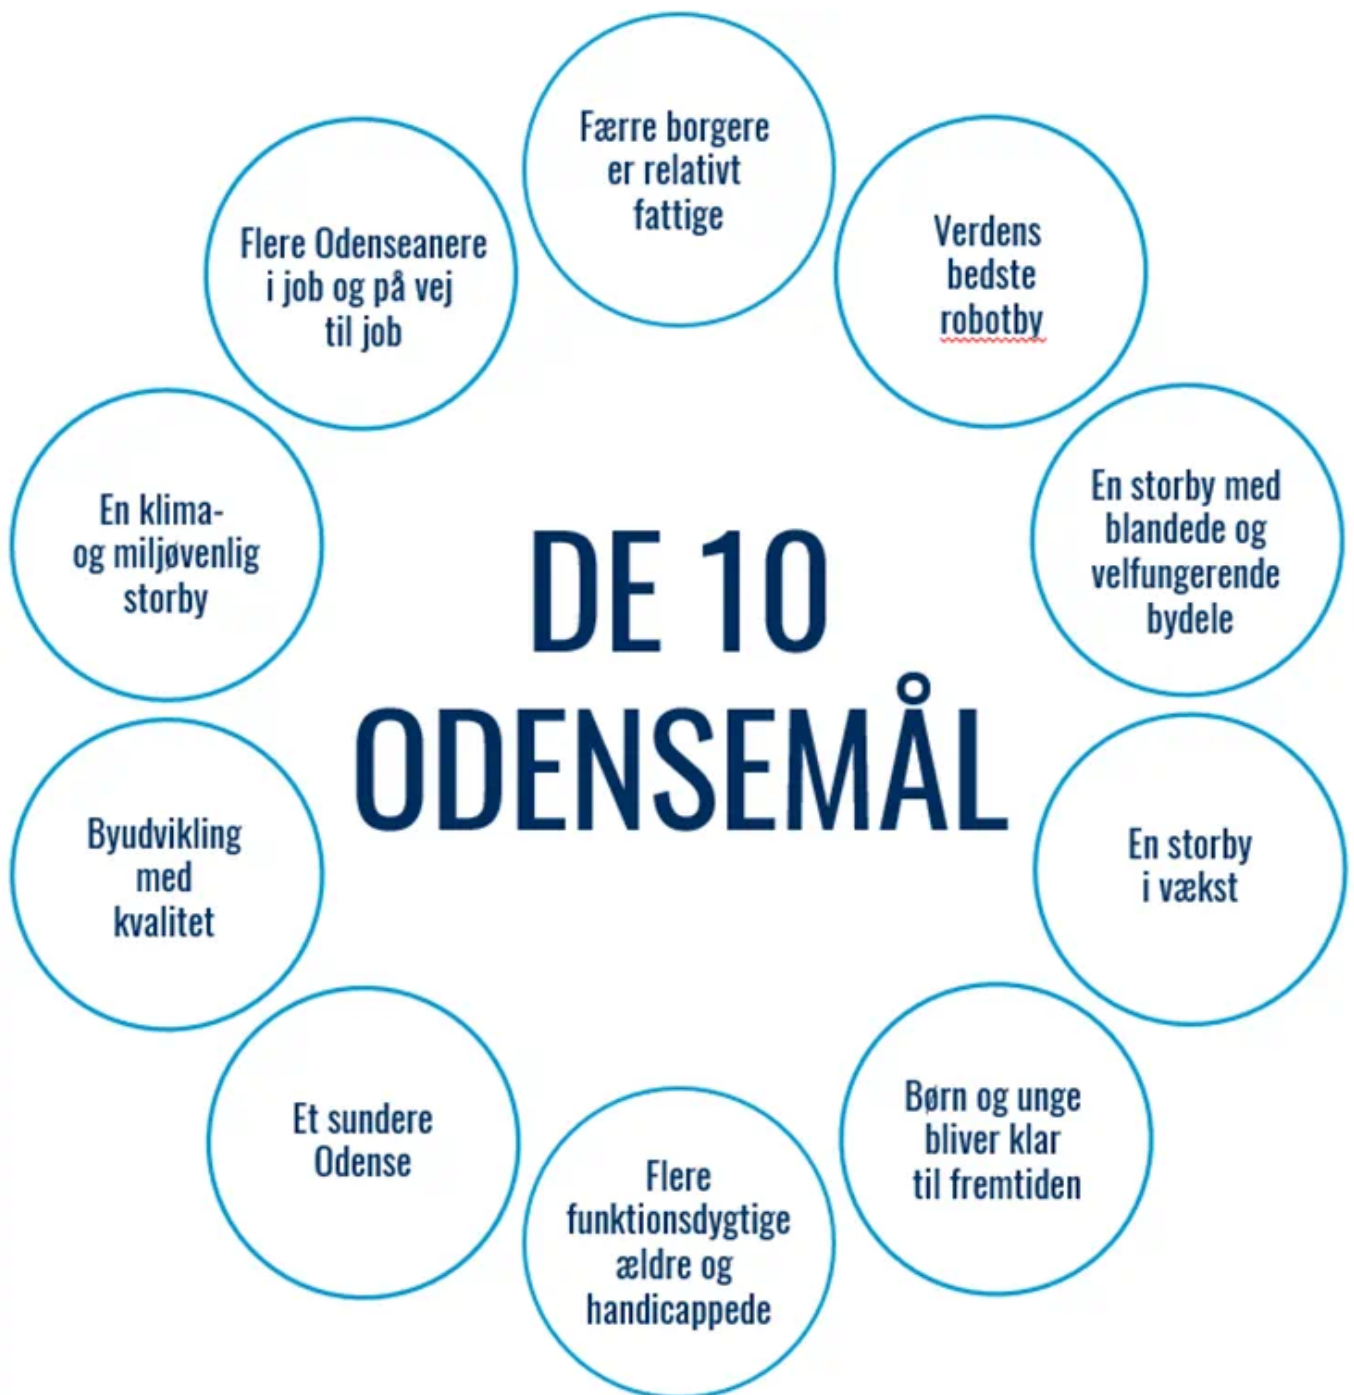 Færre borgere
er relativt
fattige
Verdens
bedste
robotby
En storby med
blandede og
velfungerende
bydele
En storby
i vækst
Børn og unge
bliver klar
til fremtiden
Flere
funktionsdygtige
ældre og
handicappede
Et sundere
Odense
Byudvikling
med
kvalitet
En klima-
og miljøvenlig
storby
Flere Odenseanere
i job og på vej
til job
DE 10
ODENSEMÅL